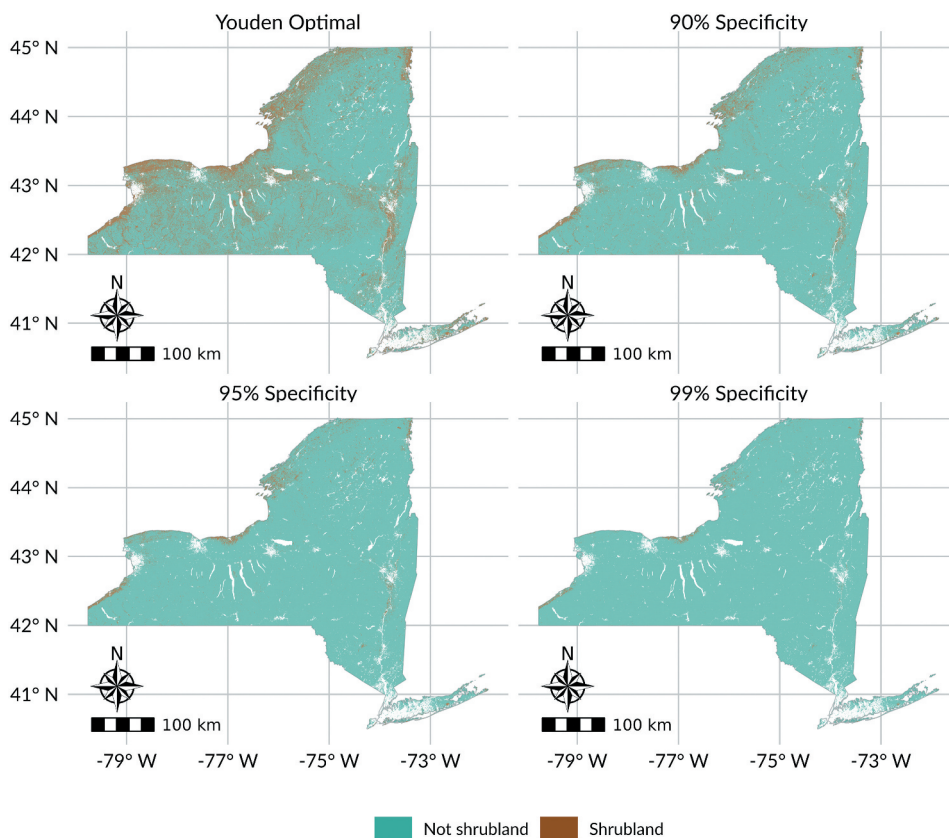 Youden Optimal
90% Specificity
45° N
44° N
43° N
42° N
41° N
N
100 km
N
100 km
95% Specificity
99% Specificity
45° N
44° N
43° N
42° N
41° N
N
100 km
N
100 km
-79° W -77° W -75° W -73° W
-79° W -77° W -75° W -73° W
Not shrubland
Shrubland